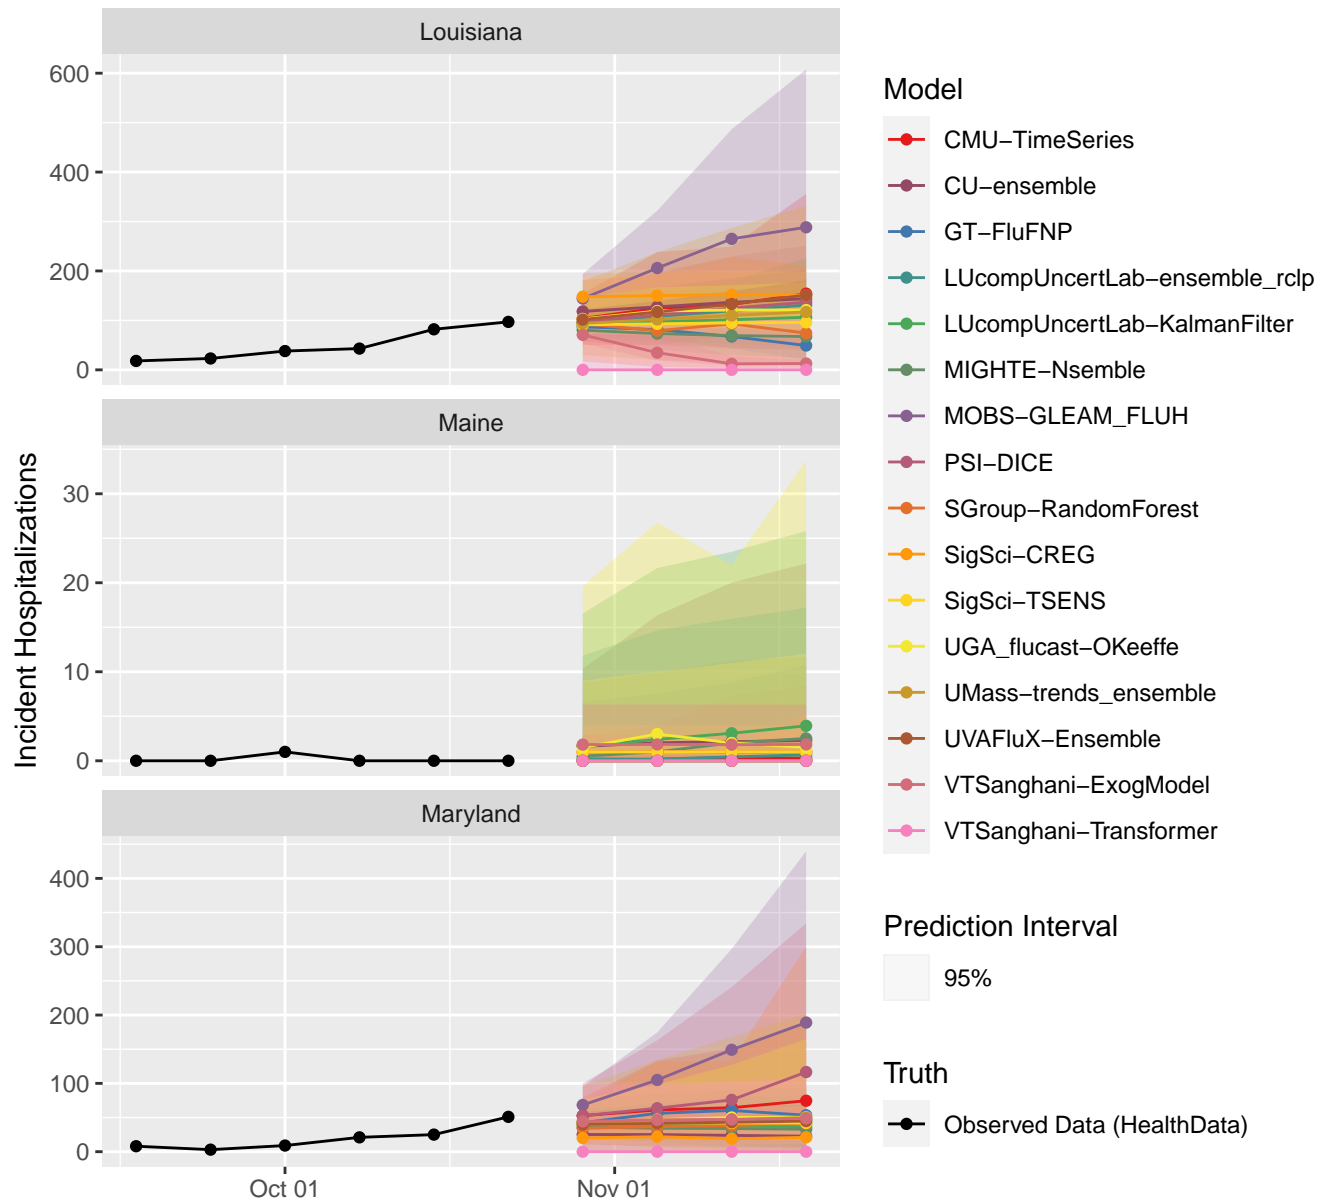 Louisiana
600
400
200
0
Maine
30
20
10
0
Maryland
400
300
200
100
0
Oct 01
Nov 01
Incident Hospitalizations
Model
CMU−TimeSeries
CU−ensemble
GT−FluFNP
LUcompUncertLab−ensemble_rclp
LUcompUncertLab−KalmanFilter
MIGHTE−Nsemble
MOBS−GLEAM_FLUH
PSI−DICE
SGroup−RandomForest
SigSci−CREG
SigSci−TSENS
UGA_flucast−OKeeffe
UMass−trends_ensemble
UVAFluX−Ensemble
VTSanghani−ExogModel
VTSanghani−Transformer
Prediction Interval
95%
Truth
Observed Data (HealthData)